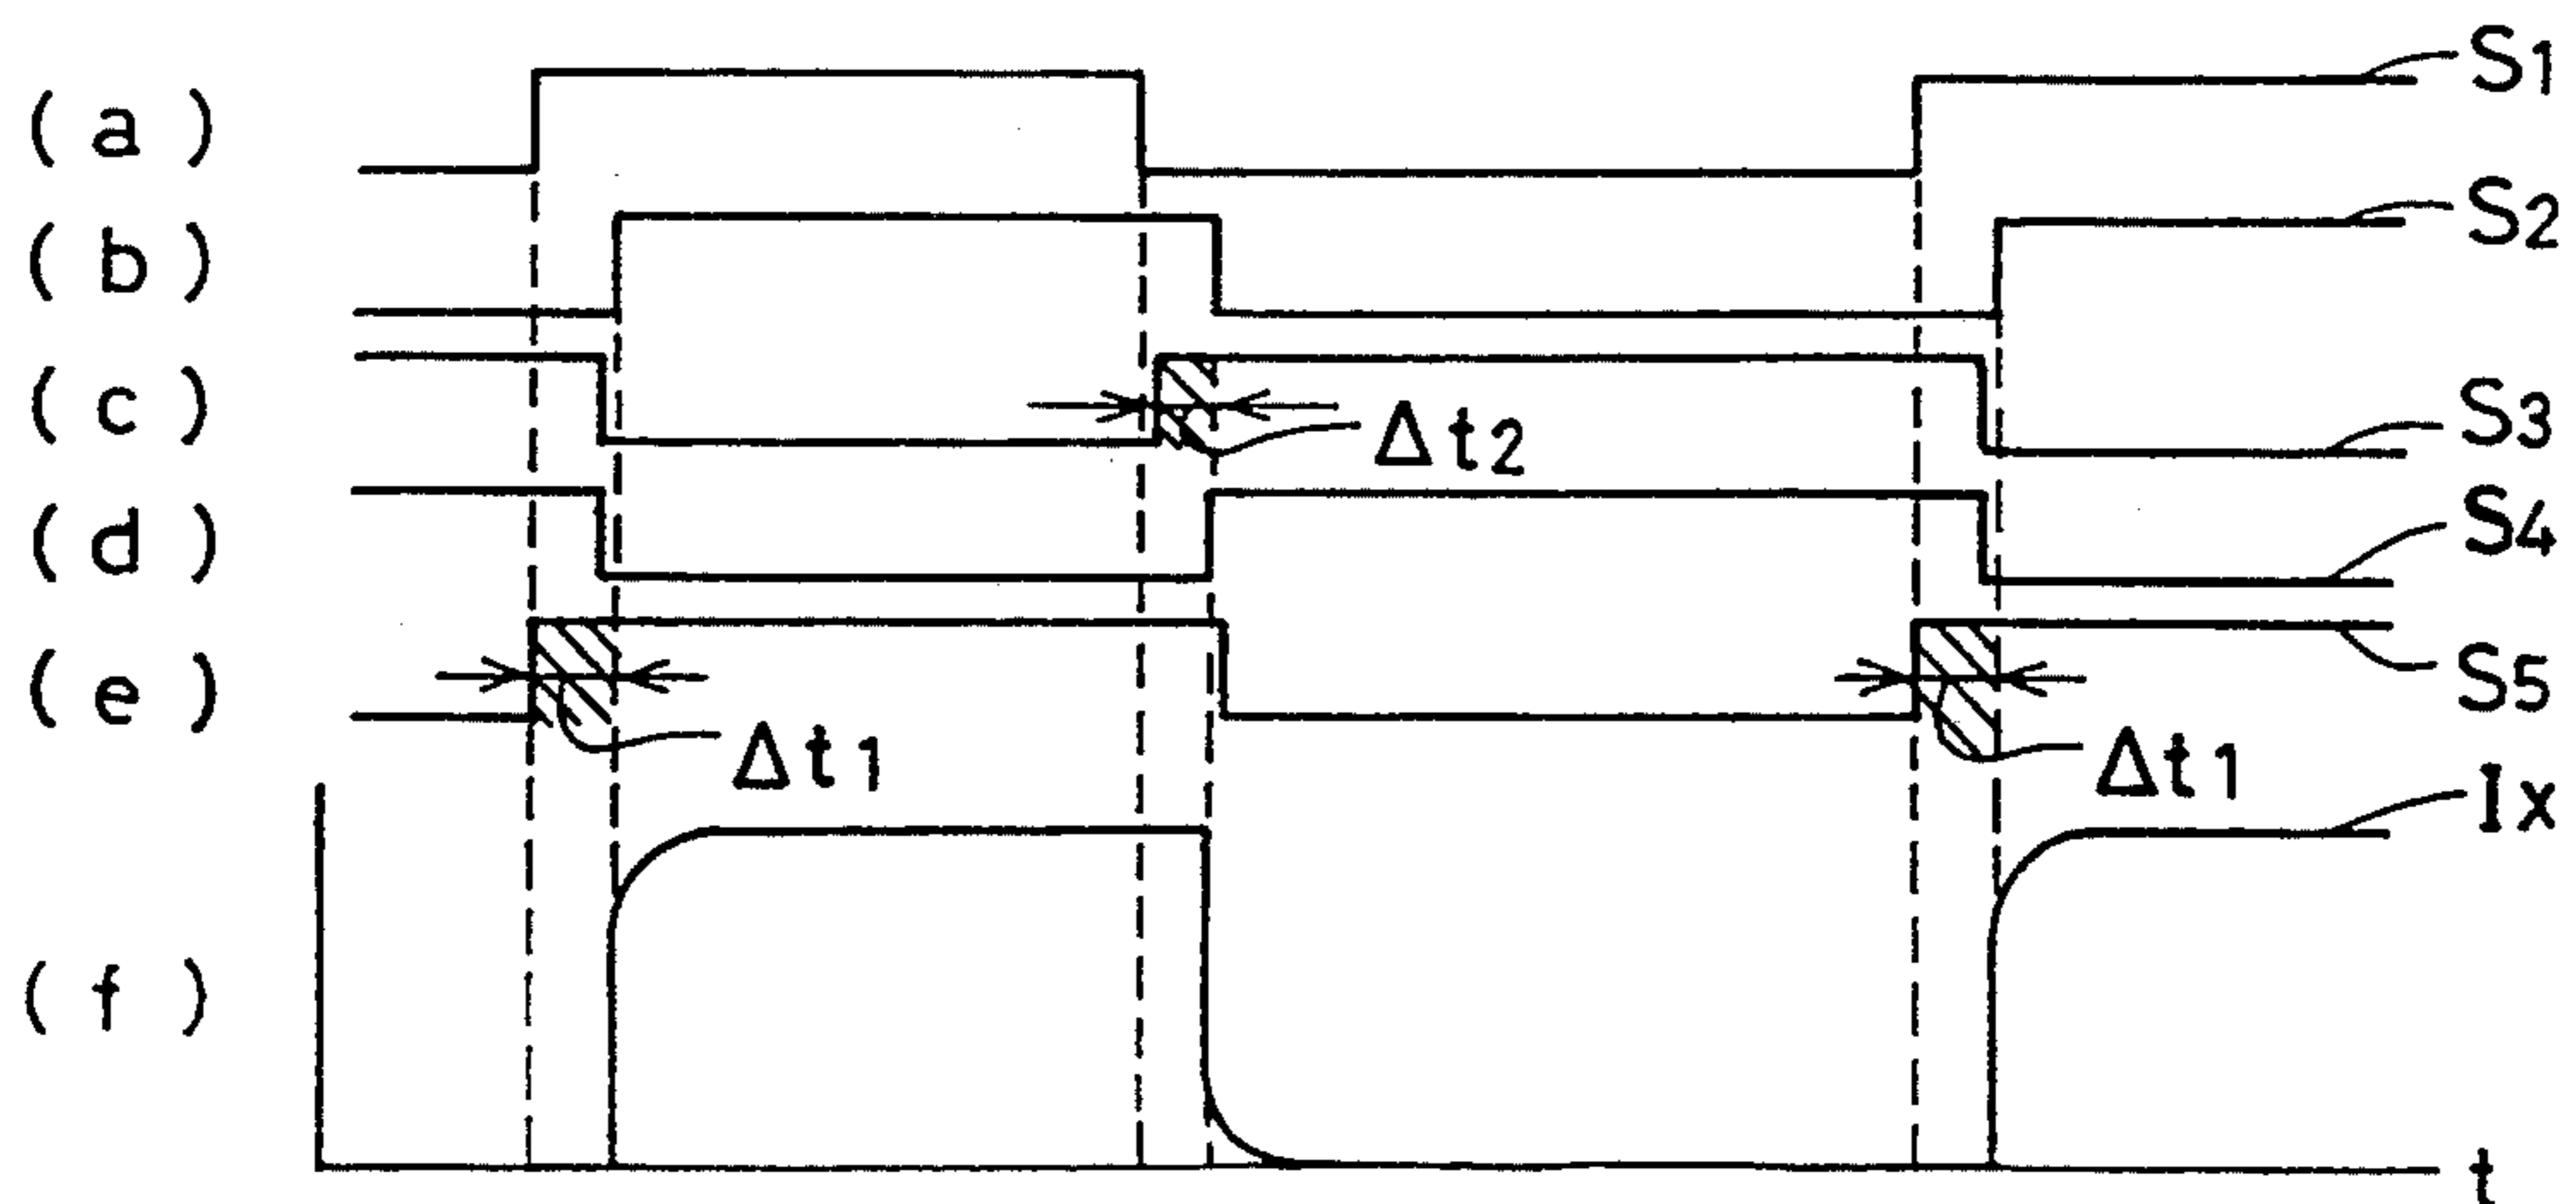 ( a ) S1
( b ) S2
( c ) Δt2 S3
( d ) S4
( e ) Δt1 Δt1 S5
( f ) Ix
t